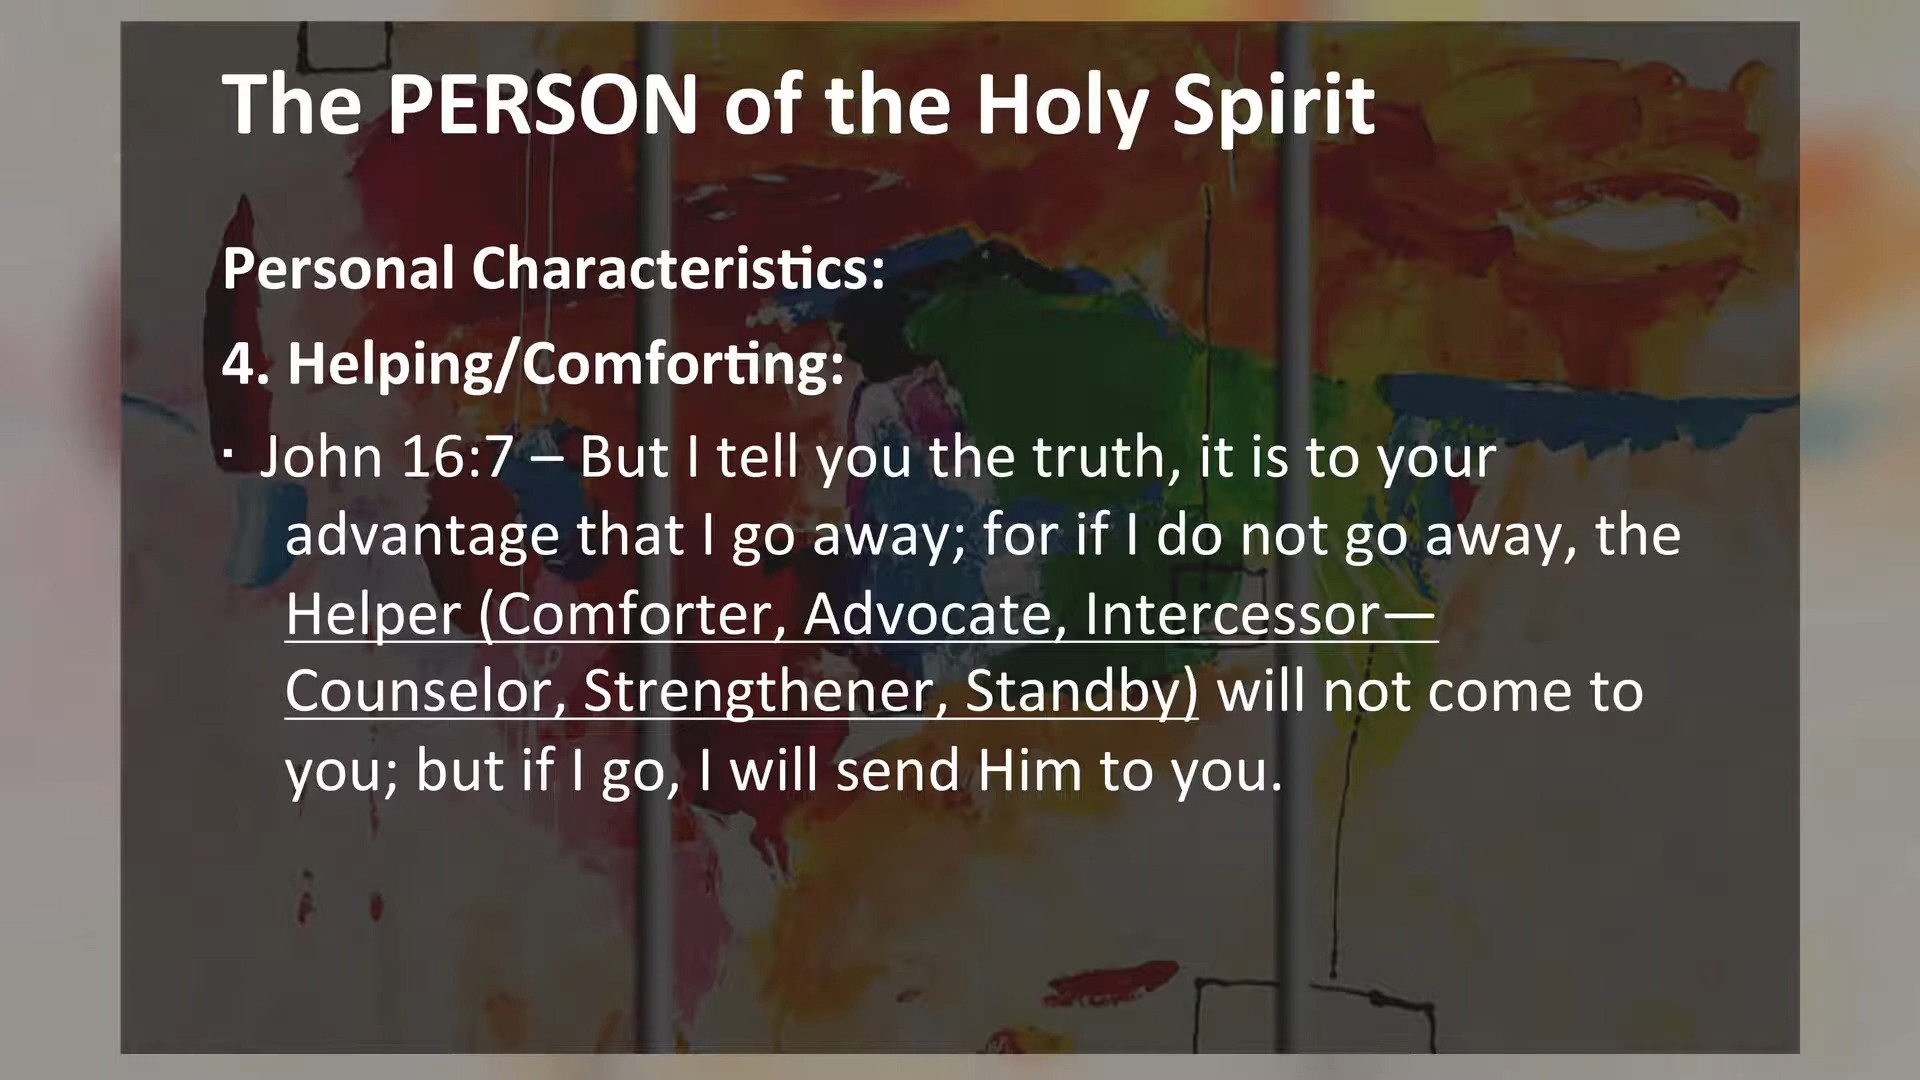 The PERSON of the Holy Spirit
Personal Characteristics:
4. Helping/Comforting:
▪ John 16:7 – But I tell you the truth, it is to your
advantage that I go away; for if I do not go away, the
Helper (Comforter, Advocate, Intercessor—
Counselor, Strengthener, Standby) will not come to
you; but if I go, I will send Him to you.